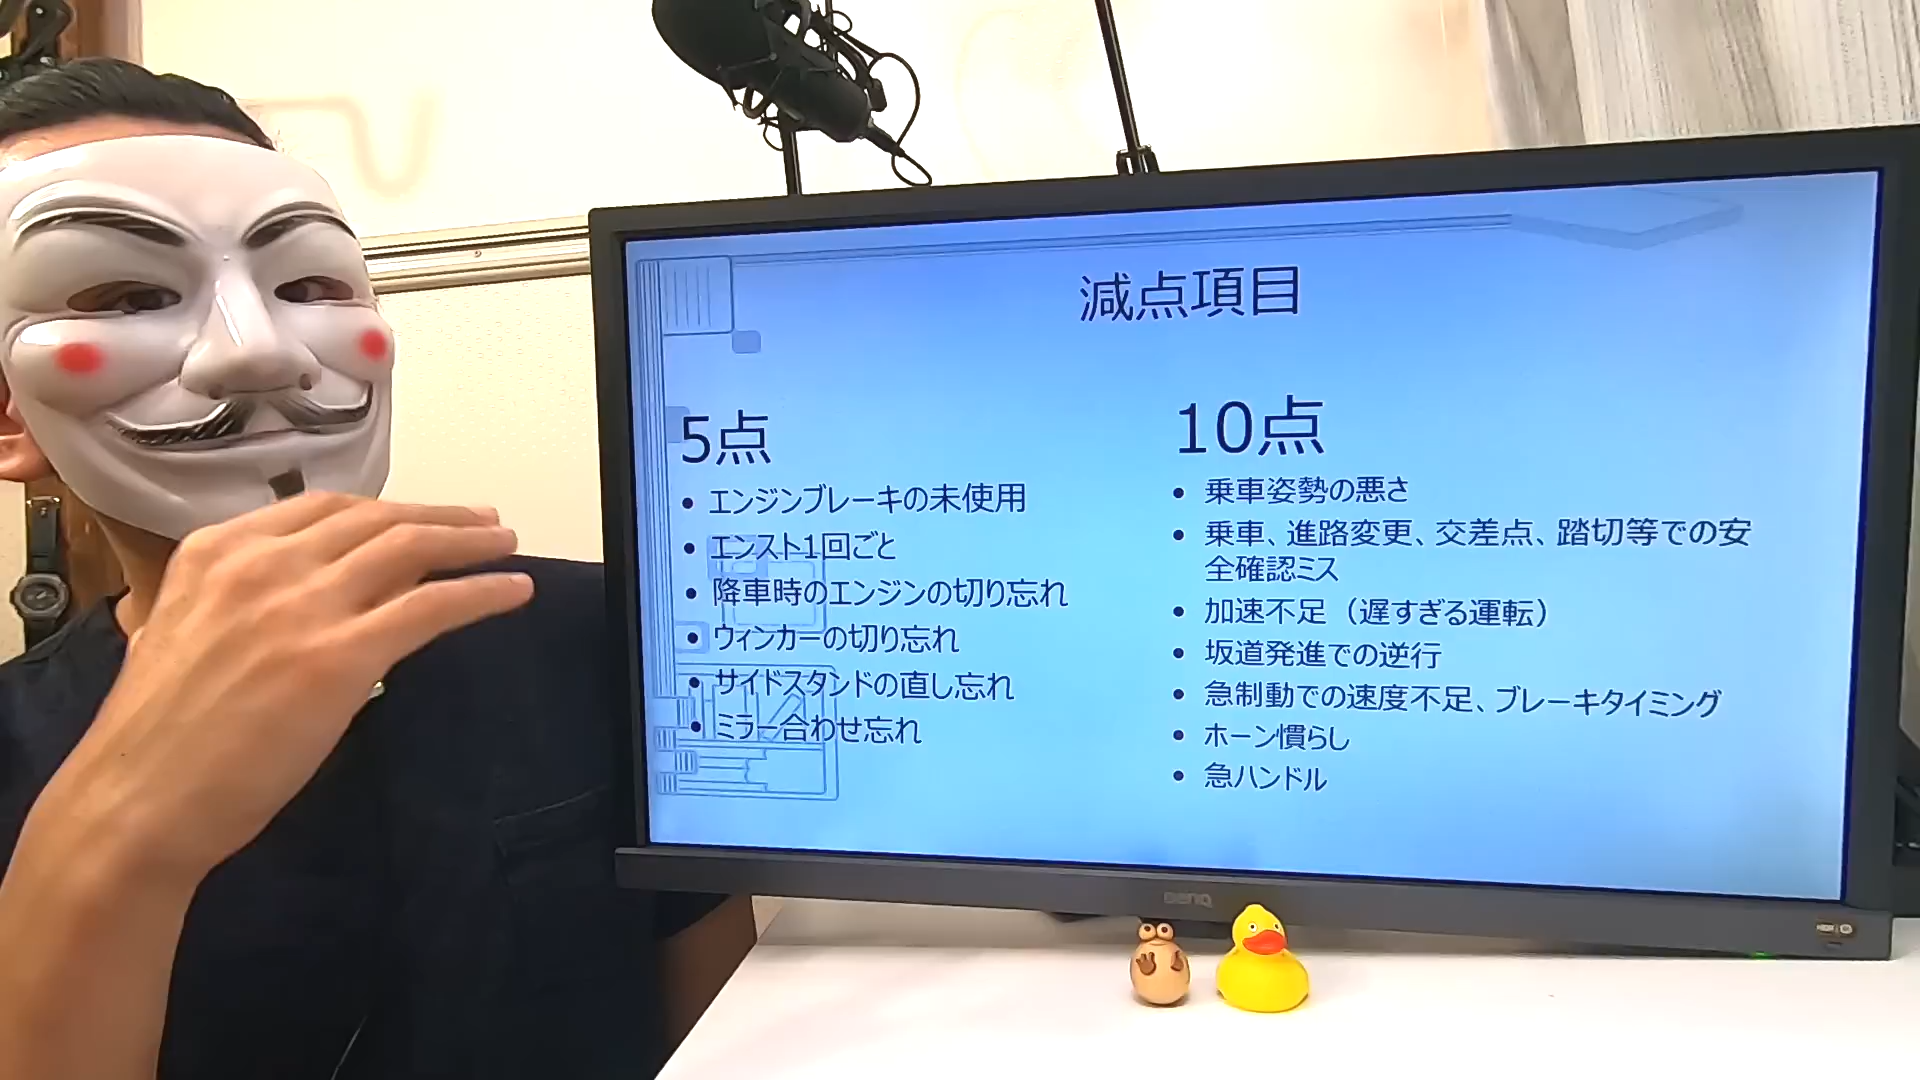 減点項目
5点
• エンジンブレーキの未使用
• エンスト1回ごと
• 降車時のエンジンの切り忘れ
• ウィンカーの切り忘れ
• サイドスタンドの直し忘れ
• ミラー合わせ忘れ
10点
• 乗車姿勢の悪さ
• 乗車、進路変更、交差点、踏切等での安
全確認ミス
• 加速不足（遅すぎる運転）
• 坂道発進での逆行
• 急制動での速度不足、ブレーキタイミング
• ホーン慣らし
• 急ハンドル
BenQ